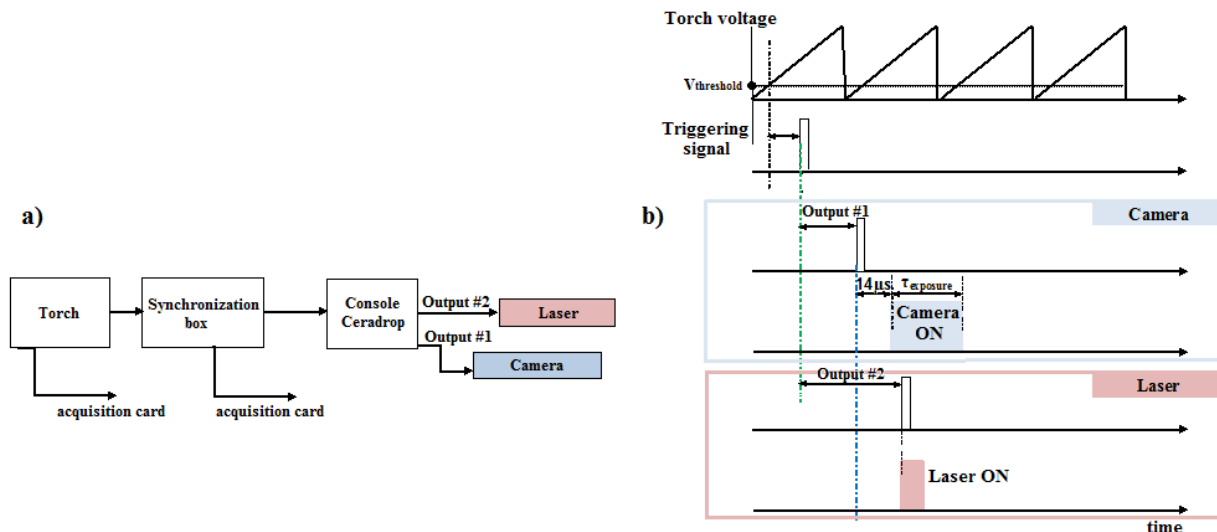 a)
Torch
Synchronization
box
Console
Ceradrop
Output #2
Output #1
Laser
Camera
acquisition card
acquisition card
b)
Torch voltage
Vthreshold
Triggering
signal
Camera
Output #1
14µs
τexposure
Camera
ON
Laser
Output #2
Laser ON
time